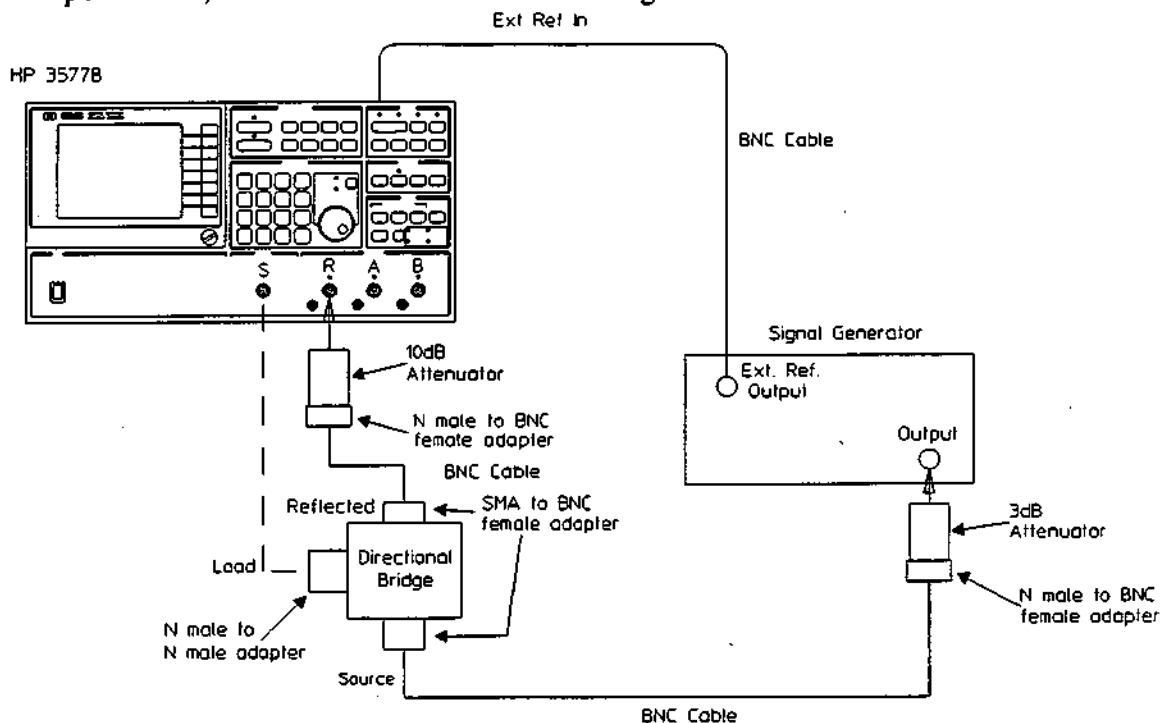 Ext Ref In
HP 3577B
BNC Cable
S
R
A
B
Signal Generator
10dB
Attenuator
Ext. Ref.
Output
N male to BNC
female adapter
Output
BNC Cable
Reflected
SMA to BNC
female adapter
3dB
Attenuator
Load
Directional
Bridge
N male to BNC
female adapter
N male to
N male adapter
Source
BNC Cable